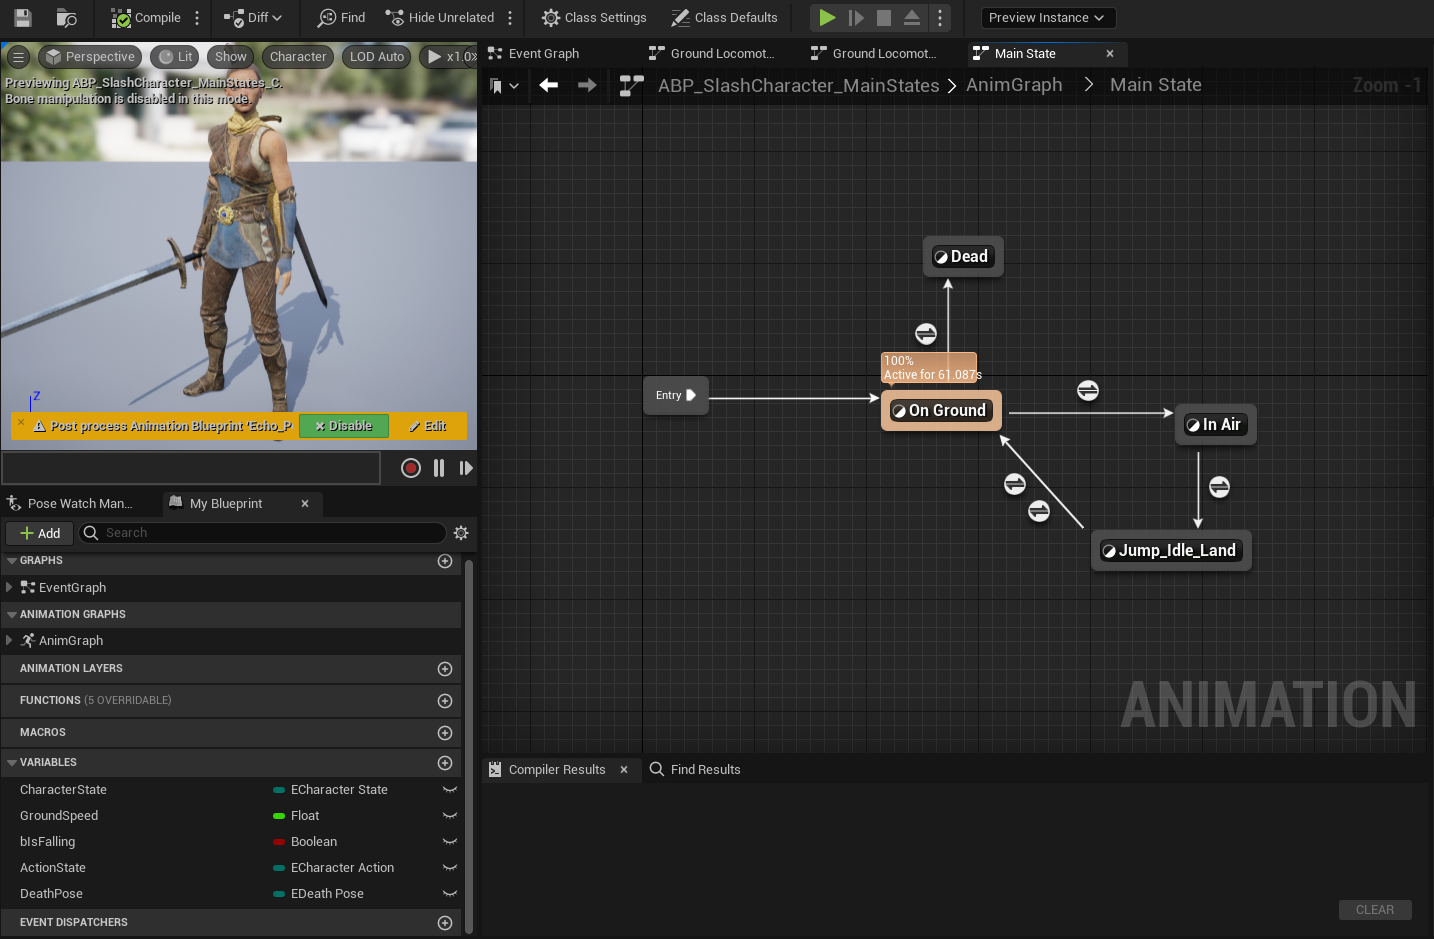 Compile
Diff
Find
Hide Unrelated
Class Settings
Class Defaults
Preview Instance
Perspective
Lit
Show
Character
LOD Auto
x1.0
Previewing ABP_SlashCharacter_MainStates_C.
Bone manipulation is disabled in this mode.
Z
Post process Animation Blueprint 'Echo_P
Disable
Edit
Event Graph
Ground Locomot...
Ground Locomot...
Main State
ABP_SlashCharacter_MainStates
AnimGraph
Main State
Zoom -1
Dead
100%
Active for 61.087s
Entry
On Ground
In Air
Jump_Idle_Land
ANIMATION
Pose Watch Man...
My Blueprint
Add
Search
GRAPHS
EventGraph
ANIMATION GRAPHS
AnimGraph
ANIMATION LAYERS
FUNCTIONS (5 OVERRIDABLE)
MACROS
VARIABLES
CharacterState ECharacter State
GroundSpeed Float
bIsFalling Boolean
ActionState ECharacter Action
DeathPose EDeath Pose
EVENT DISPATCHERS
Compiler Results
Find Results
CLEAR